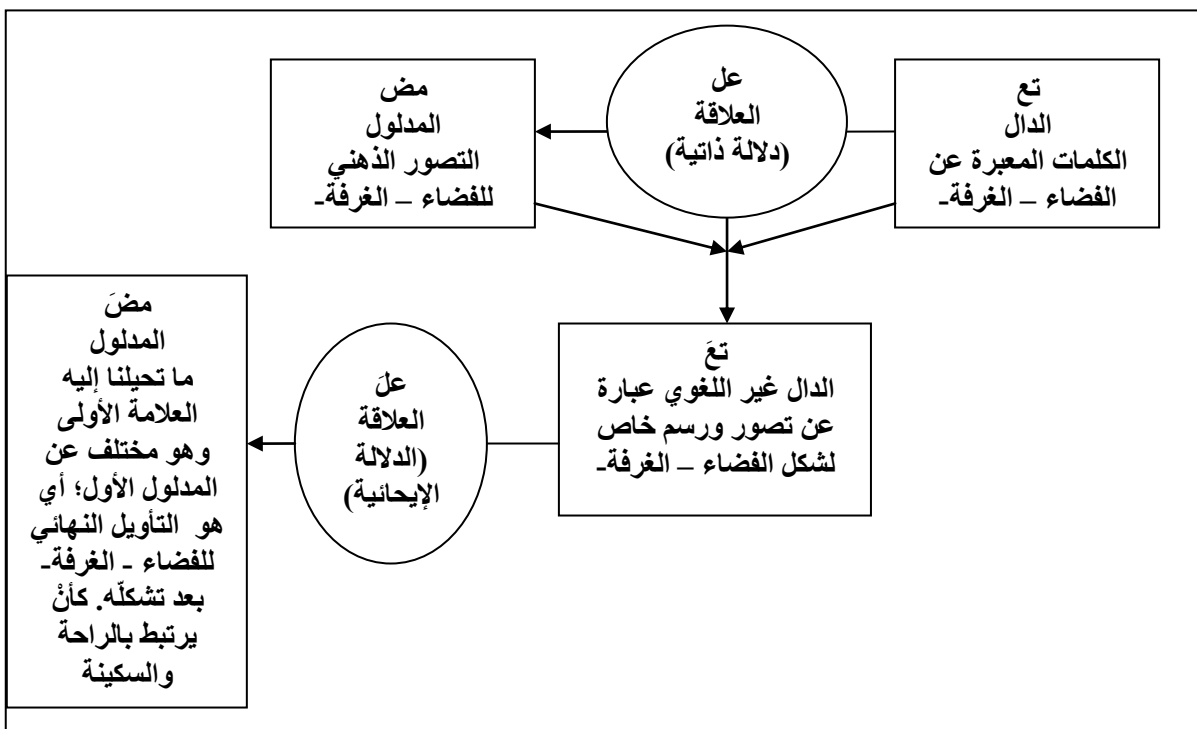 تع
الدال
الكلمات المعبرة عن
الفضاء – الغرفة-
عل
العلاقة
(دلالة ذاتية)
مض
المدلول
التصور الذهني
للفضاء – الغرفة-
تعَ
الدال غير اللغوي عبارة
عن تصور ورسم خاص
لشكل الفضاء – الغرفة-
علَ
العلاقة
(الدلالة
الإيحائية)
مضَ
المدلول
ما تحيلنا إليه
العلامة الأولى
وهو مختلف عن
المدلول الأول؛ أي
هو التأويل النهائي
للفضاء - الغرفة-
بعد تشكلّه. كأنْ
يرتبط بالراحة
والسكينة